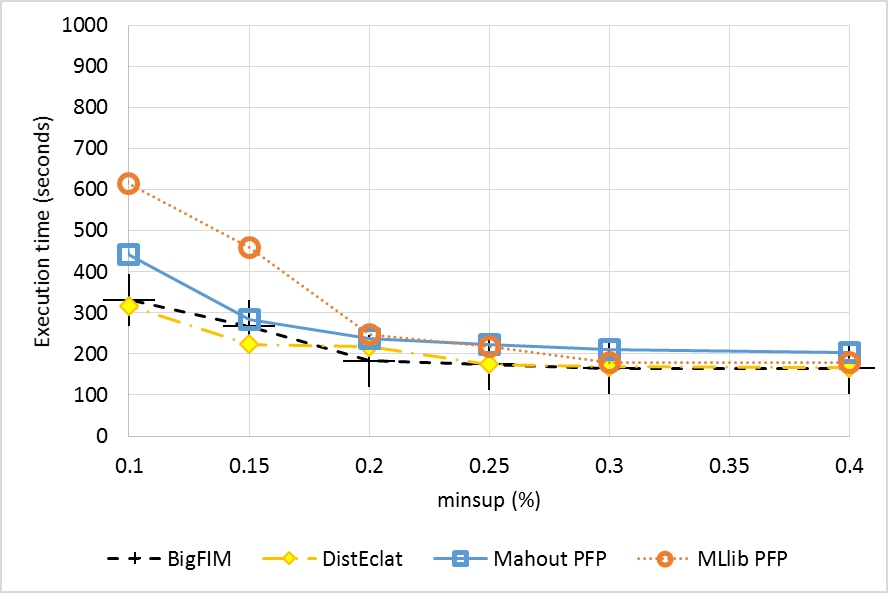 1000
900
800
700
600
500
400
300
200
100
0
Execution time (seconds)
0.1 0.15 0.2 0.25 0.3 0.35 0.4
minsup (%)
BigFIM DistEclat Mahout PFP MLlib PFP